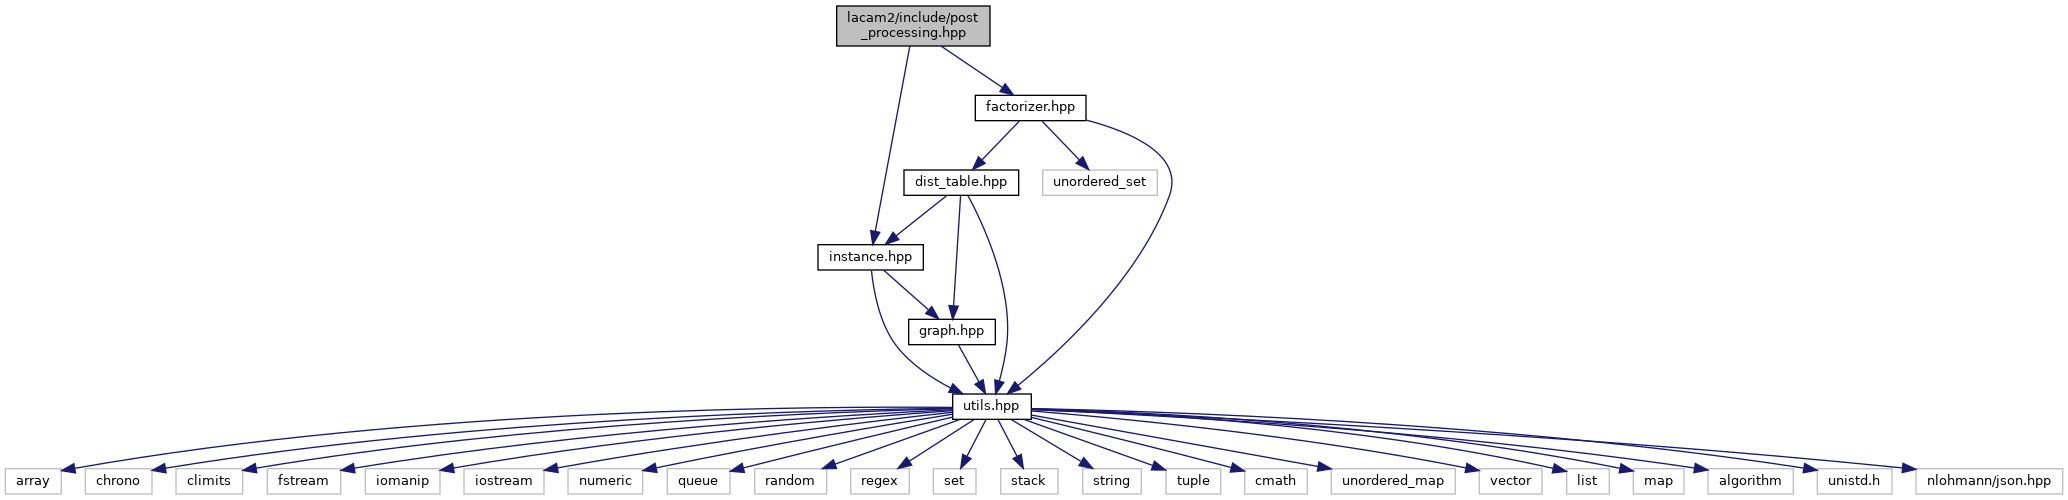 lacam2/include/post
_processing.hpp
factorizer.hpp
dist_table.hpp
unordered_set
instance.hpp
graph.hpp
utils.hpp
array
chrono
climits
fstream
iomanip
iostream
numeric
queue
random
regex
set
stack
string
tuple
cmath
unordered_map
vector
list
map
algorithm
unistd.h
nlohmann/json.hpp